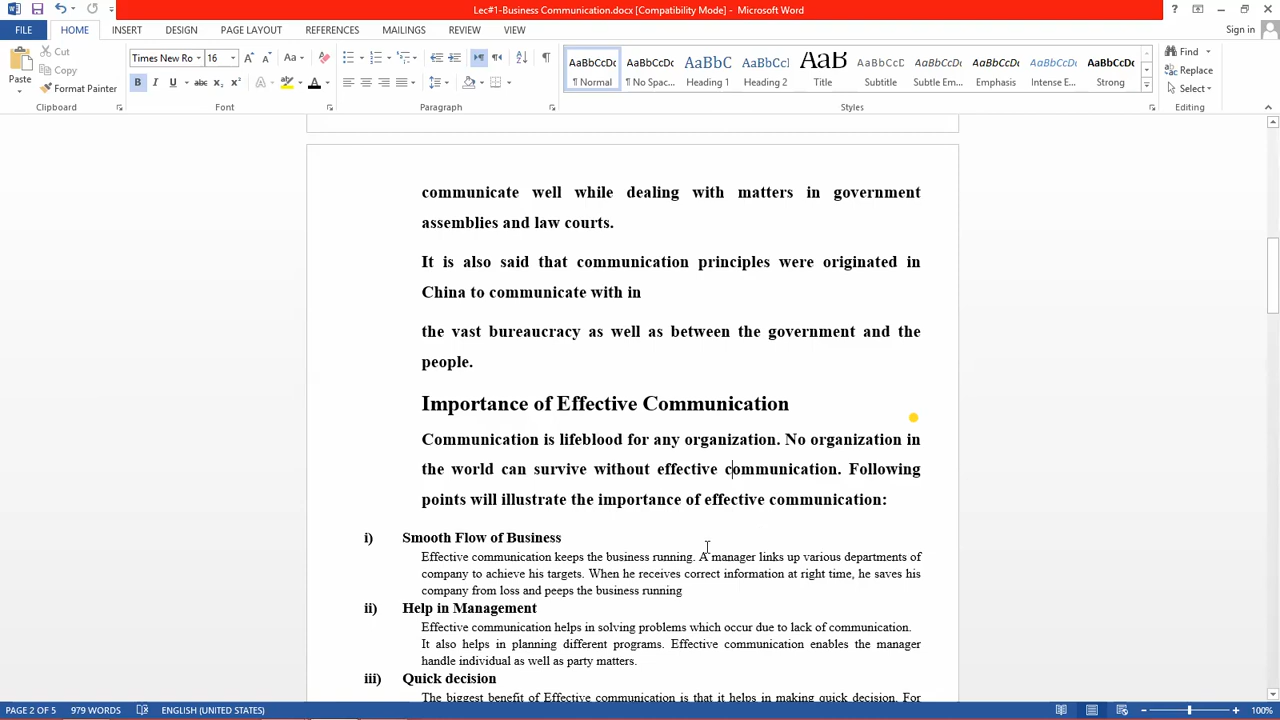 Lec#1-Business Communication.docx [Compatibility Mode] - Microsoft Word
FILE HOME INSERT DESIGN PAGE LAYOUT REFERENCES MAILINGS REVIEW VIEW Sign in
Paste
Cut
Copy
Format Painter
Clipboard
Times New Ro 16
Font
Paragraph
AaBbCcDc AaBbCcDc AaBbC AaBbCc AaB AaBbCcD AaBbCcDc AaBbCcDc AaBbCcDc AaBbCcDc
¶ Normal ¶ No Spac... Heading 1 Heading 2 Title Subtitle Subtle Em... Emphasis Intense E... Strong
Styles
Find
Replace
Select
Editing
communicate well while dealing with matters in government
assemblies and law courts.
It is also said that communication principles were originated in
China to communicate with in
the vast bureaucracy as well as between the government and the
people.
Importance of Effective Communication
Communication is lifeblood for any organization. No organization in
the world can survive without effective communication. Following
points will illustrate the importance of effective communication:
i) Smooth Flow of Business
Effective communication keeps the business running. A manager links up various departments of
company to achieve his targets. When he receives correct information at right time, he saves his
company from loss and peeps the business running
ii) Help in Management
Effective communication helps in solving problems which occur due to lack of communication.
It also helps in planning different programs. Effective communication enables the manager
handle individual as well as party matters.
iii) Quick decision
The biggest benefit of Effective communication is that it helps in making quick decision. For
PAGE 2 OF 5 979 WORDS ENGLISH (UNITED STATES) 100%